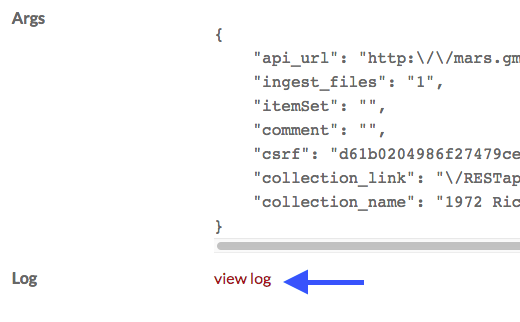 Args
{
"api_url": "http:\/\/mars.gm
"ingest_files": "1",
"itemSet": "",
"comment": "",
"csrf": "d61b0204986f27479ce
"collection_link": "\/RESTap
"collection_name": "1972 Ric
}
Log view log